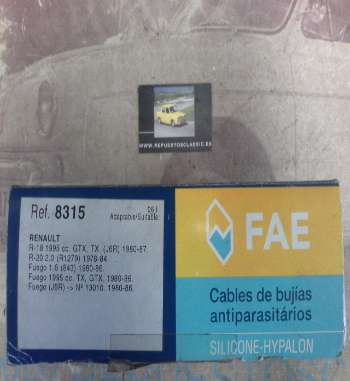 WWW.REPUESTOSCLASSIC.ES
Ref. 8315
Adaptable/Suitable:
RENAULT
R-18 1995 cc. GTX, TX, (J6R) 1980-87.
R-20 2.0 (R1279) 1978-84.
Fuego 1.6 (843) 1980-86.
Fuego 1995 cc. TX, GTX, 1980-86.
Fuego (J6R) -> Nº 13010. 1980-86.
FAE
Cables de bujías
antiparasitários
SILICONE-HYPALON